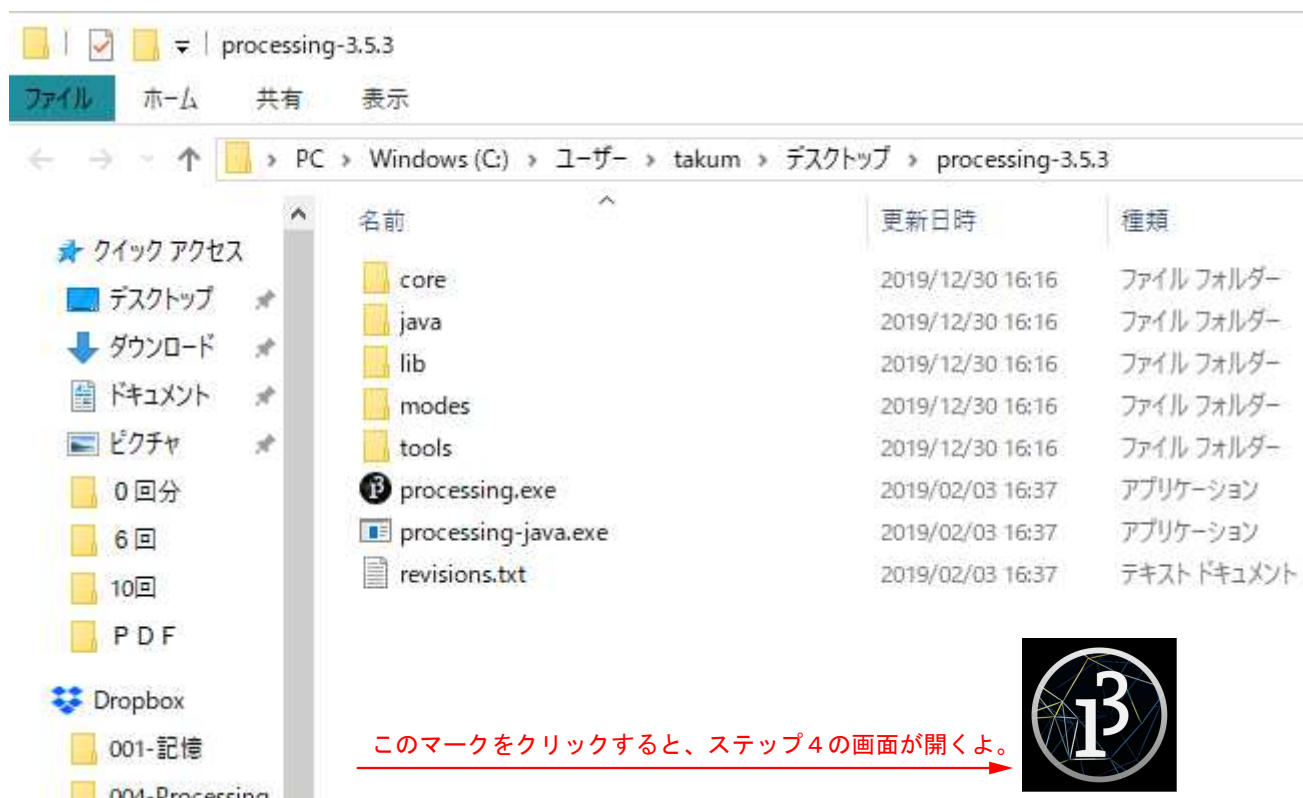 processing-3.5.3
ファイル ホーム 共有 表示
PC › Windows (C:) › ユーザー › takum › デスクトップ › processing-3.5.3
名前 更新日時 種類
クイック アクセス
デスクトップ
ダウンロード
ドキュメント
ピクチャ
0 回分
6 回
10回
ＰＤＦ
Dropbox
001-記憶
004-Processing
core 2019/12/30 16:16 ファイル フォルダー
java 2019/12/30 16:16 ファイル フォルダー
lib 2019/12/30 16:16 ファイル フォルダー
modes 2019/12/30 16:16 ファイル フォルダー
tools 2019/12/30 16:16 ファイル フォルダー
processing.exe 2019/02/03 16:37 アプリケーション
processing-java.exe 2019/02/03 16:37 アプリケーション
revisions.txt 2019/02/03 16:37 テキスト ドキュメント
このマークをクリックすると、ステップ４の画面が開くよ。